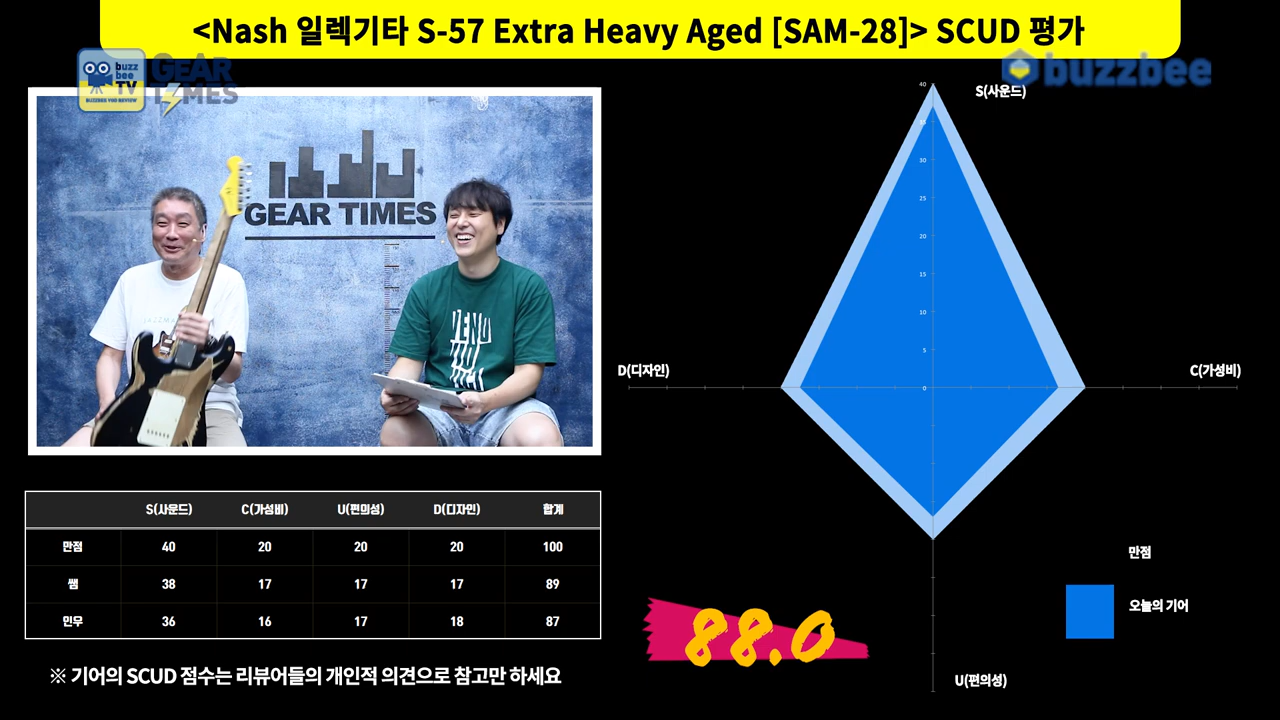 <Nash 일렉기타 S-57 Extra Heavy Aged [SAM-28]> SCUD 평가
buzz
bee
TV
BUZZBEE VOD REVIEW
GEAR
TIMES
buzzbee
GEAR TIMES
S(사운드)
40
35
30
25
20
15
10
5
0
D(디자인)
C(가성비)
U(편의성)
만점
오늘의 기어
S(사운드) C(가성비) U(편의성) D(디자인) 합계
만점 40 20 20 20 100
쌤 38 17 17 17 89
민우 36 16 17 18 87
88.0
※ 기어의 SCUD 점수는 리뷰어들의 개인적 의견으로 참고만 하세요